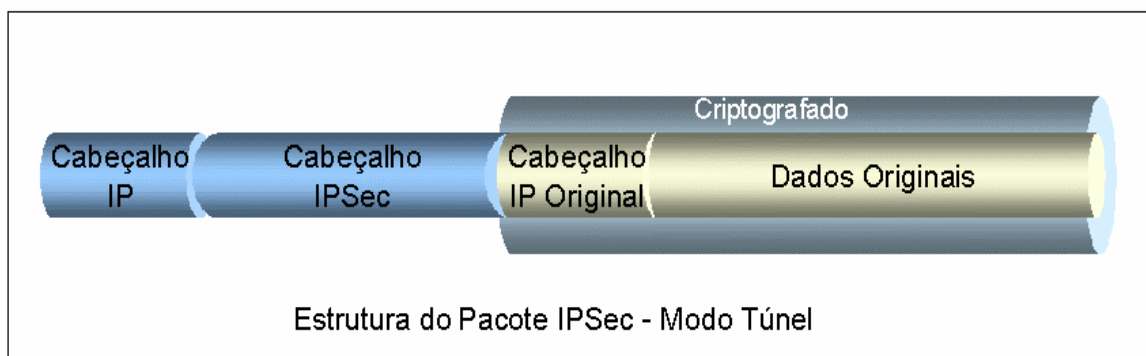 Criptografado
Cabeçalho
IP
Cabeçalho
IPSec
Cabeçalho
IP Original
Dados Originais
Estrutura do Pacote IPSec - Modo Túnel